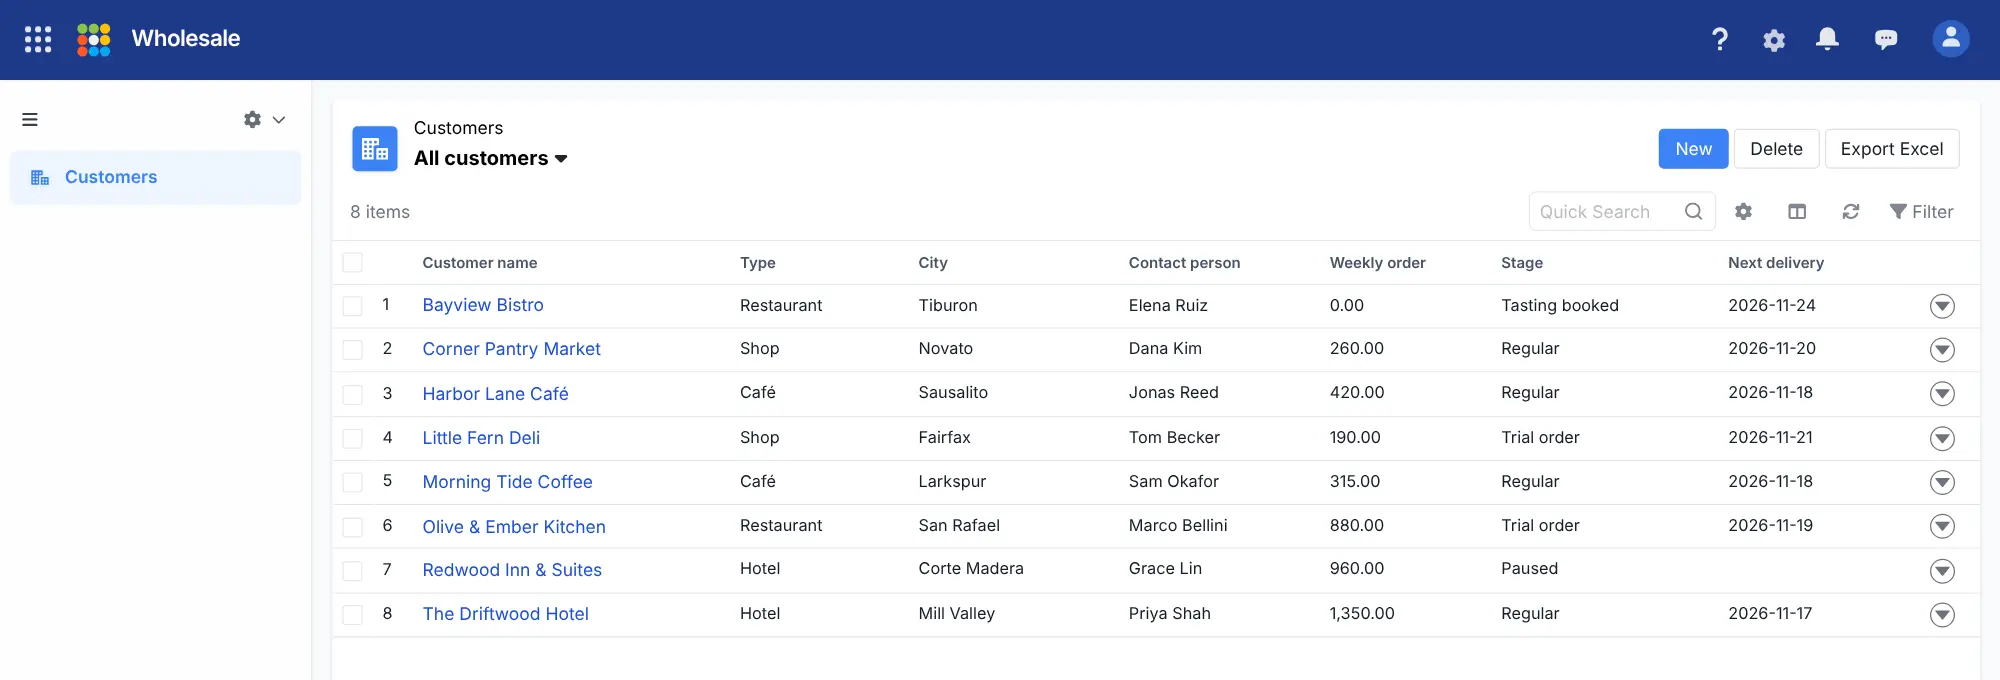 Wholesale
Customers
Customers
All customers
New Delete Export Excel
8 items
Quick Search
Filter
Customer name Type City Contact person Weekly order Stage Next delivery
1 Bayview Bistro Restaurant Tiburon Elena Ruiz 0.00 Tasting booked 2026-11-24
2 Corner Pantry Market Shop Novato Dana Kim 260.00 Regular 2026-11-20
3 Harbor Lane Café Café Sausalito Jonas Reed 420.00 Regular 2026-11-18
4 Little Fern Deli Shop Fairfax Tom Becker 190.00 Trial order 2026-11-21
5 Morning Tide Coffee Café Larkspur Sam Okafor 315.00 Regular 2026-11-18
6 Olive & Ember Kitchen Restaurant San Rafael Marco Bellini 880.00 Trial order 2026-11-19
7 Redwood Inn & Suites Hotel Corte Madera Grace Lin 960.00 Paused
8 The Driftwood Hotel Hotel Mill Valley Priya Shah 1,350.00 Regular 2026-11-17